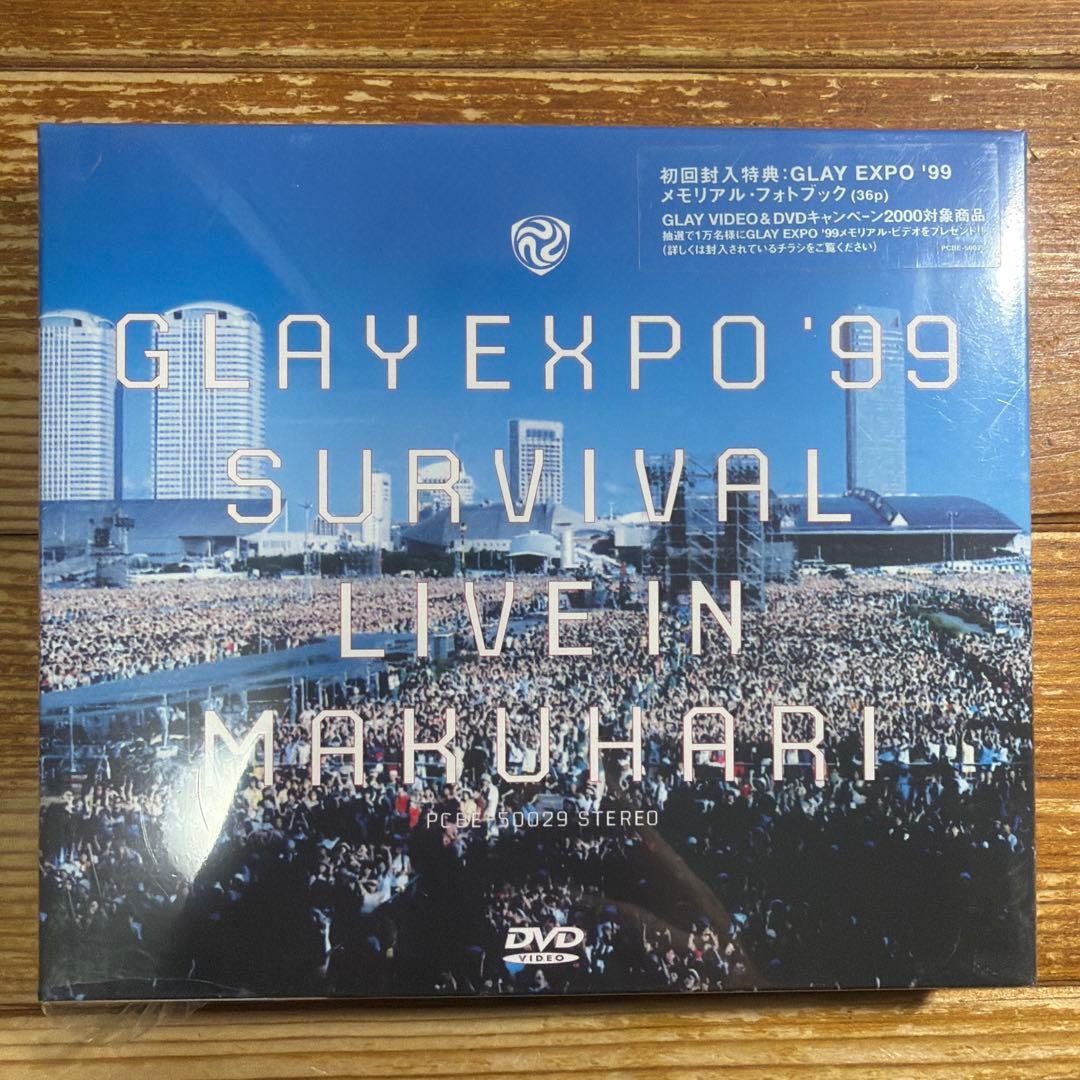 初回封入特典:GLAY EXPO '99
メモリアル・フォトブック(36p)
GLAY VIDEO&DVDキャンペーン2000対象商品
抽選で1万名様にGLAY EXPO '99メモリアル・ビデオをプレゼント!!
(詳しくは封入されているチラシをご覧ください)
GLAY EXPO '99
SURVIVAL
LIVE IN
MAKUHARI
PCBE-50029 STEREO
DVD
VIDEO